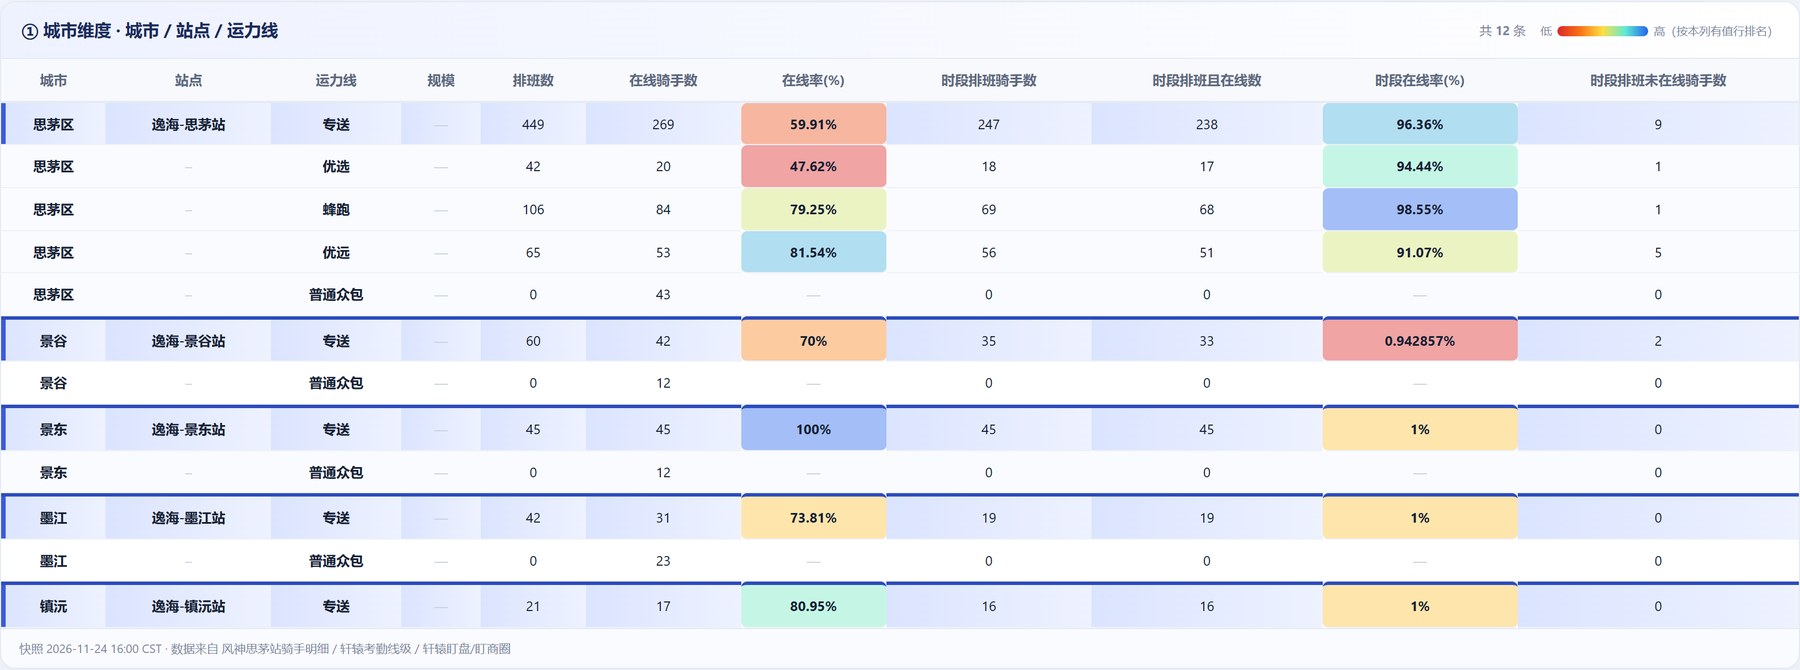 ① 城市维度 · 城市 / 站点 / 运力线 共 12 条 低 高 (按本列有值行排名)
城市 站点 运力线 规模 排班数 在线骑手数 在线率(%) 时段排班骑手数 时段排班且在线数 时段在线率(%) 时段排班未在线骑手数
思茅区 逸海-思茅站 专送 — 449 269 59.91% 247 238 96.36% 9
思茅区 – 优选 — 42 20 47.62% 18 17 94.44% 1
思茅区 – 蜂跑 — 106 84 79.25% 69 68 98.55% 1
思茅区 – 优远 — 65 53 81.54% 56 51 91.07% 5
思茅区 – 普通众包 — 0 43 — 0 0 — 0
景谷 逸海-景谷站 专送 — 60 42 70% 35 33 0.942857% 2
景谷 – 普通众包 — 0 12 — 0 0 — 0
景东 逸海-景东站 专送 — 45 45 100% 45 45 1% 0
景东 – 普通众包 — 0 12 — 0 0 — 0
墨江 逸海-墨江站 专送 — 42 31 73.81% 19 19 1% 0
墨江 – 普通众包 — 0 23 — 0 0 — 0
镇沅 逸海-镇沅站 专送 — 21 17 80.95% 16 16 1% 0
快照 2026-11-24 16:00 CST · 数据来自 风神思茅站骑手明细 / 轩辕考勤线级 / 轩辕盯盘/盯商圈